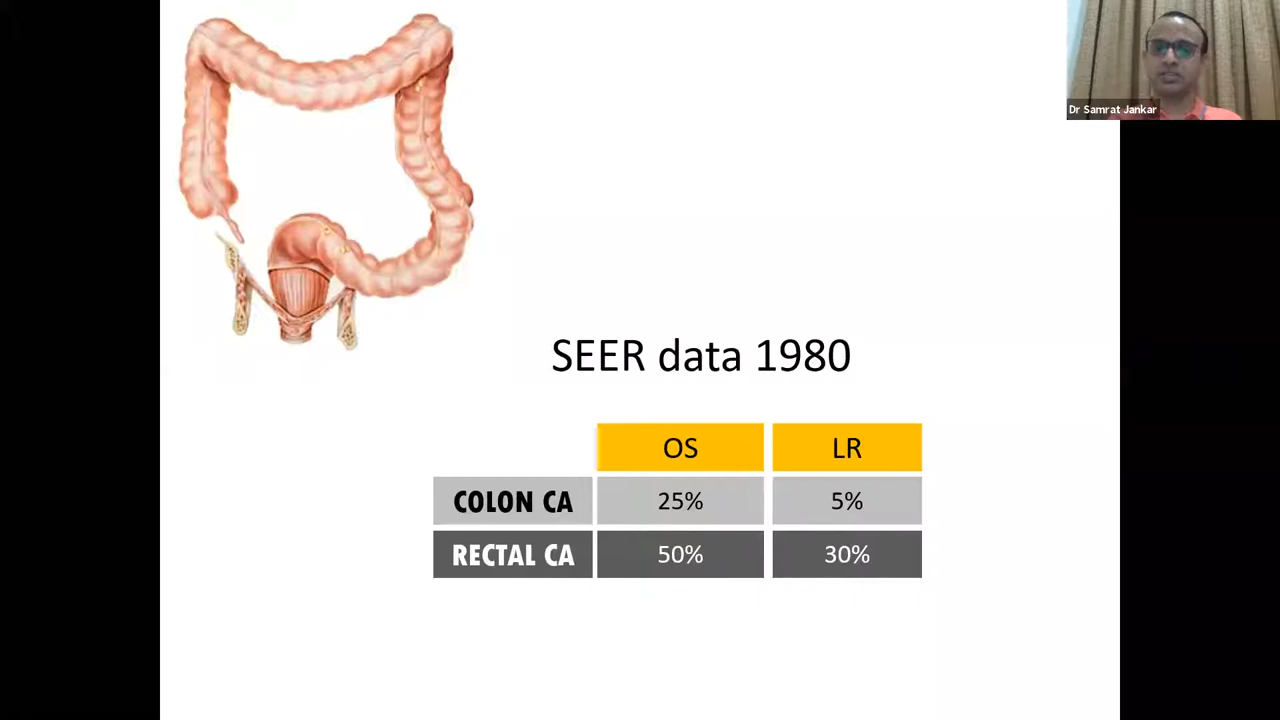 Dr Samrat Jankar
SEER data 1980
OS LR
COLON CA 25% 5%
RECTAL CA 50% 30%